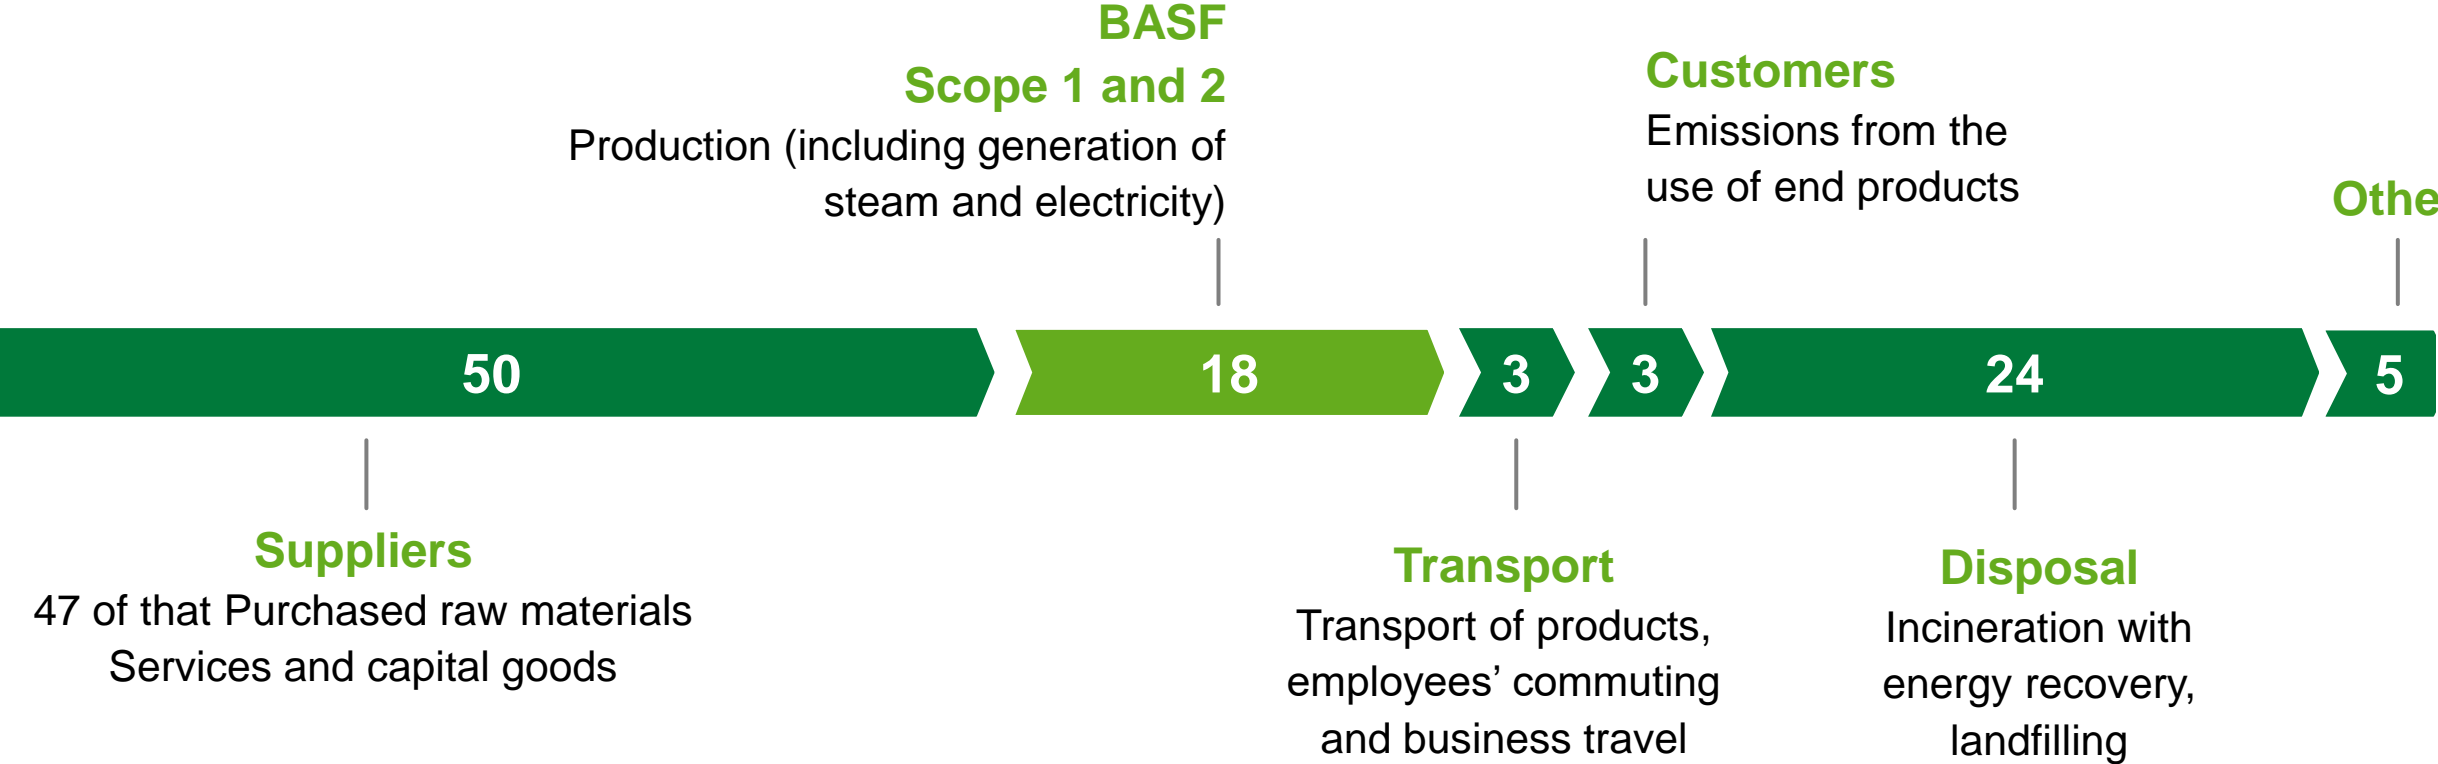 BASF
Scope 1 and 2
Production (including generation of
steam and electricity)
Customers
Emissions from the
use of end products
Othe
50
18
3
3
24
5
Suppliers
47 of that Purchased raw materials
Services and capital goods
Transport
Transport of products,
employees’ commuting
and business travel
Disposal
Incineration with
energy recovery,
landfilling